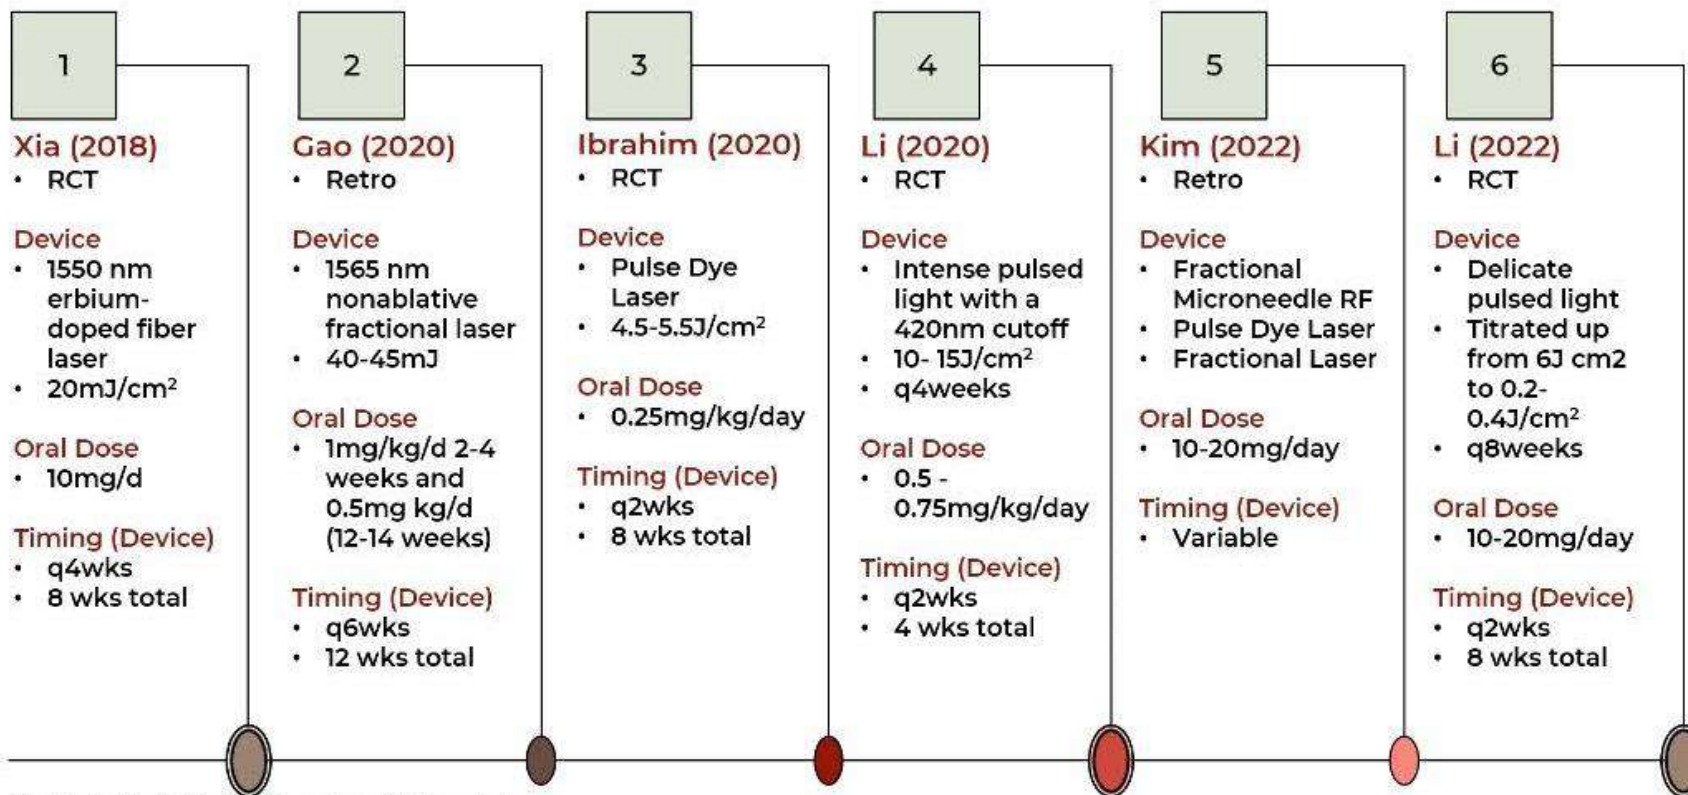 1
Xia (2018)
• RCT
Device
• 1550 nm
erbium-
doped fiber
laser
• 20mJ/cm²
Oral Dose
• 10mg/d
Timing (Device)
• q4wks
• 8 wks total
2
Gao (2020)
• Retro
Device
• 1565 nm
nonablative
fractional laser
• 40-45mJ
Oral Dose
• 1mg/kg/d 2-4
weeks and
0.5mg kg/d
(12-14 weeks)
Timing (Device)
• q6wks
• 12 wks total
3
Ibrahim (2020)
• RCT
Device
• Pulse Dye
Laser
• 4.5-5.5J/cm²
Oral Dose
• 0.25mg/kg/day
Timing (Device)
• q2wks
• 8 wks total
4
Li (2020)
• RCT
Device
• Intense pulsed
light with a
420nm cutoff
• 10- 15J/cm²
• q4weeks
Oral Dose
• 0.5 -
0.75mg/kg/day
Timing (Device)
• q2wks
• 4 wks total
5
Kim (2022)
• Retro
Device
• Fractional
Microneedle RF
• Pulse Dye Laser
• Fractional Laser
Oral Dose
• 10-20mg/day
Timing (Device)
• Variable
6
Li (2022)
• RCT
Device
• Delicate
pulsed light
• Titrated up
from 6J cm2
to 0.2-
0.4J/cm²
• q8weeks
Oral Dose
• 10-20mg/day
Timing (Device)
• q2wks
• 8 wks total